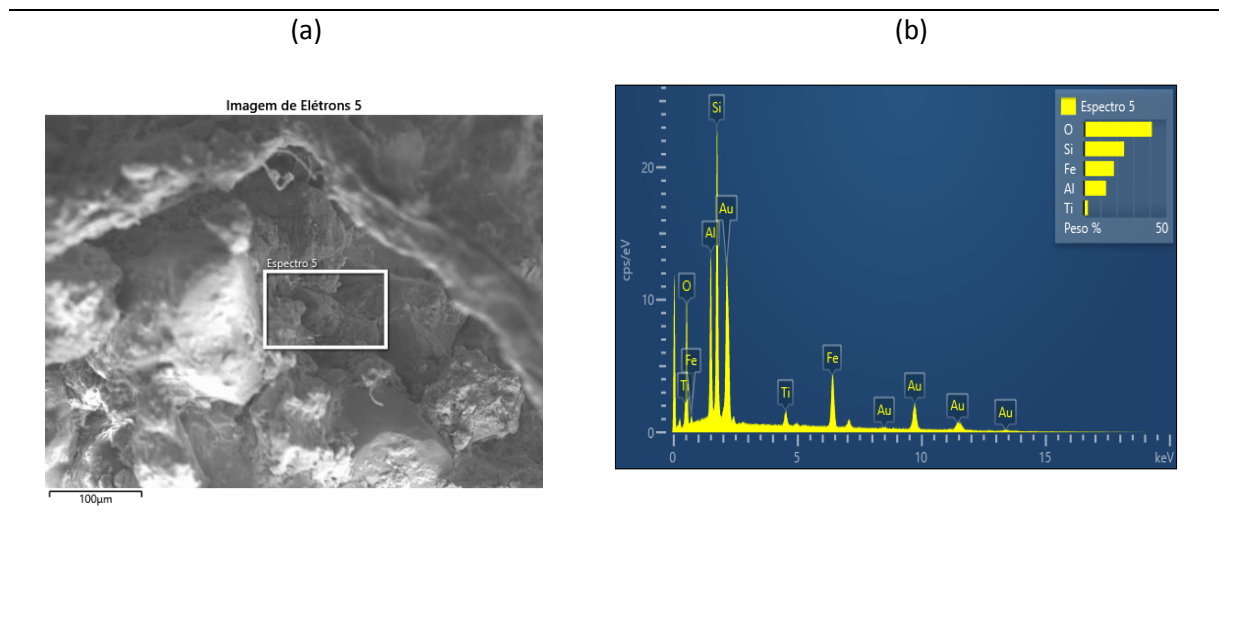 (a)
(b)
Imagem de Elétrons 5
Espectro 5
100µm
Si
Au
Al
O
Fe
Ti
Ti
Fe
Au
Au
Au
Au
20
10
0
cps/eV
0
5
10
15
keV
Espectro 5
O
Si
Fe
Al
Ti
Peso %
50